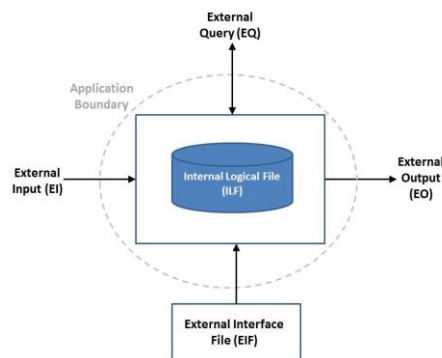 External
Query (EQ)
Application
Boundary
External
Input (EI)
Internal Logical File
(ILF)
External
Output
(EO)
External Interface
File (EIF)